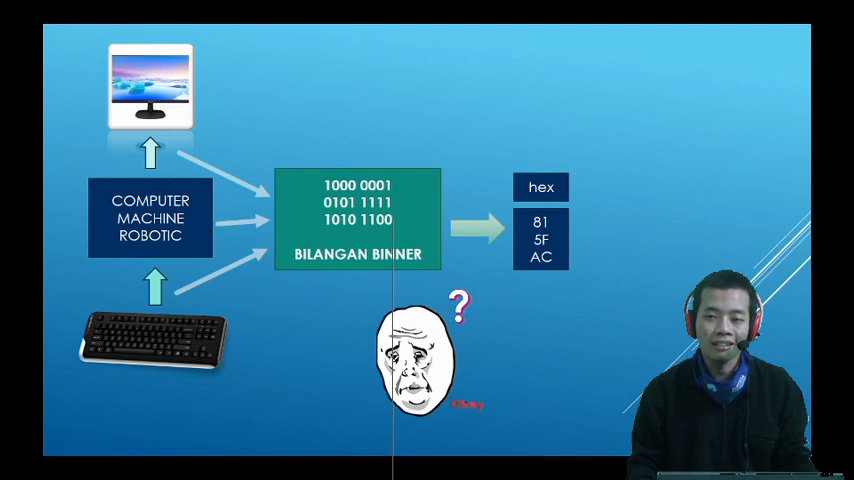 COMPUTER
MACHINE
ROBOTIC
1000 0001
0101 1111
1010 1100
BILANGAN BINNER
hex
81
5F
AC
?
Okay